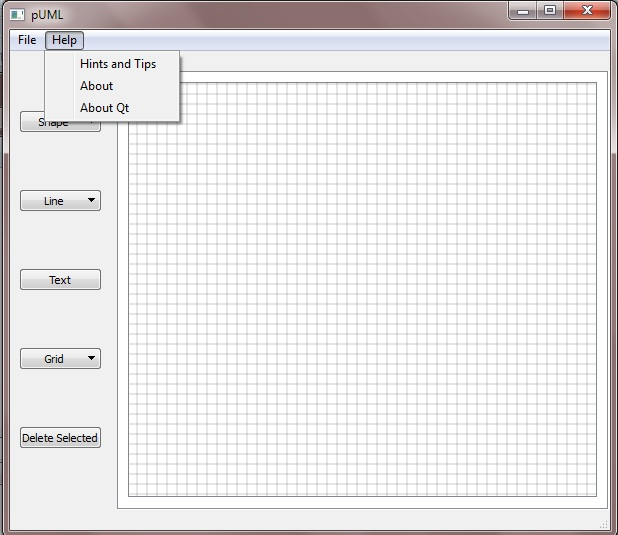 pUML
File Help
Hints and Tips
About
About Qt
Shape
Line
Text
Grid
Delete Selected